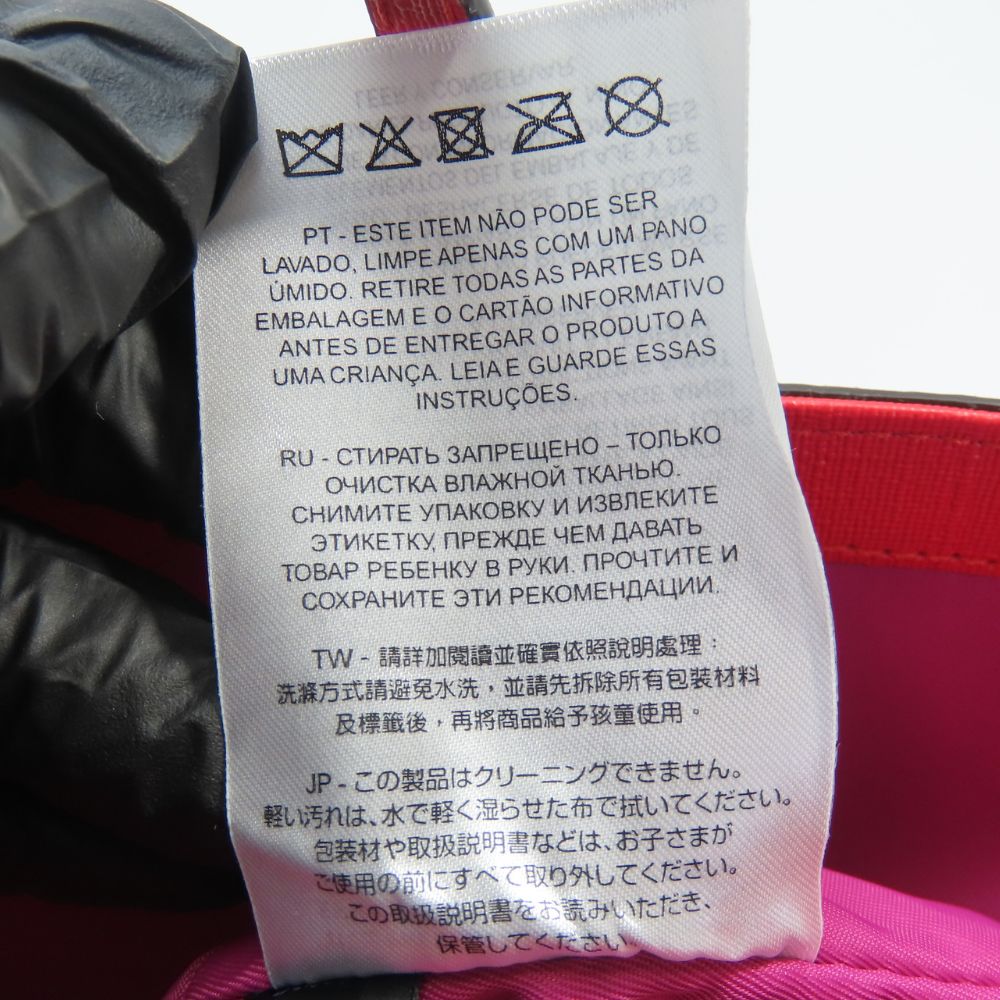 PT - ESTE ITEM NÃO PODE SER
LAVADO, LIMPE APENAS COM UM PANO
ÚMIDO. RETIRE TODAS AS PARTES DA
EMBALAGEM E O CARTÃO INFORMATIVO
ANTES DE ENTREGAR O PRODUTO A
UMA CRIANÇA. LEIA E GUARDE ESSAS
INSTRUÇÕES.
RU - СТИРАТЬ ЗАПРЕЩЕНО – ТОЛЬКО
ОЧИСТКА ВЛАЖНОЙ ТКАНЬЮ.
СНИМИТЕ УПАКОВКУ И ИЗВЛЕКИТЕ
ЭТИКЕТКУ, ПРЕЖДЕ ЧЕМ ДАВАТЬ
ТОВАР РЕБЕНКУ В РУКИ. ПРОЧТИТЕ И
СОХРАНИТЕ ЭТИ РЕКОМЕНДАЦИИ.
TW - 請詳加閱讀並確實依照說明處理：
洗滌方式請避免水洗，並請先拆除所有包裝材料
及標籤後，再將商品給予孩童使用。
JP - この製品はクリーニングできません。
軽い汚れは、水で軽く湿らせた布で拭いてください。
包装材や取扱説明書などは、お子さまが
ご使用の前にすべて取り外してください。
この取扱説明書をお読みいただき、
保管してください。